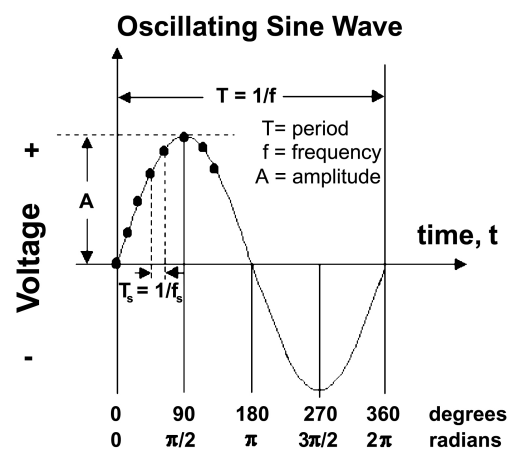 Oscillating Sine Wave
T = 1/f
T= period
f = frequency
A = amplitude
+
A
Voltage
time, t
Tₛ = 1/fₛ
-
0 90 180 270 360 degrees
0 π/2 π 3π/2 2π radians